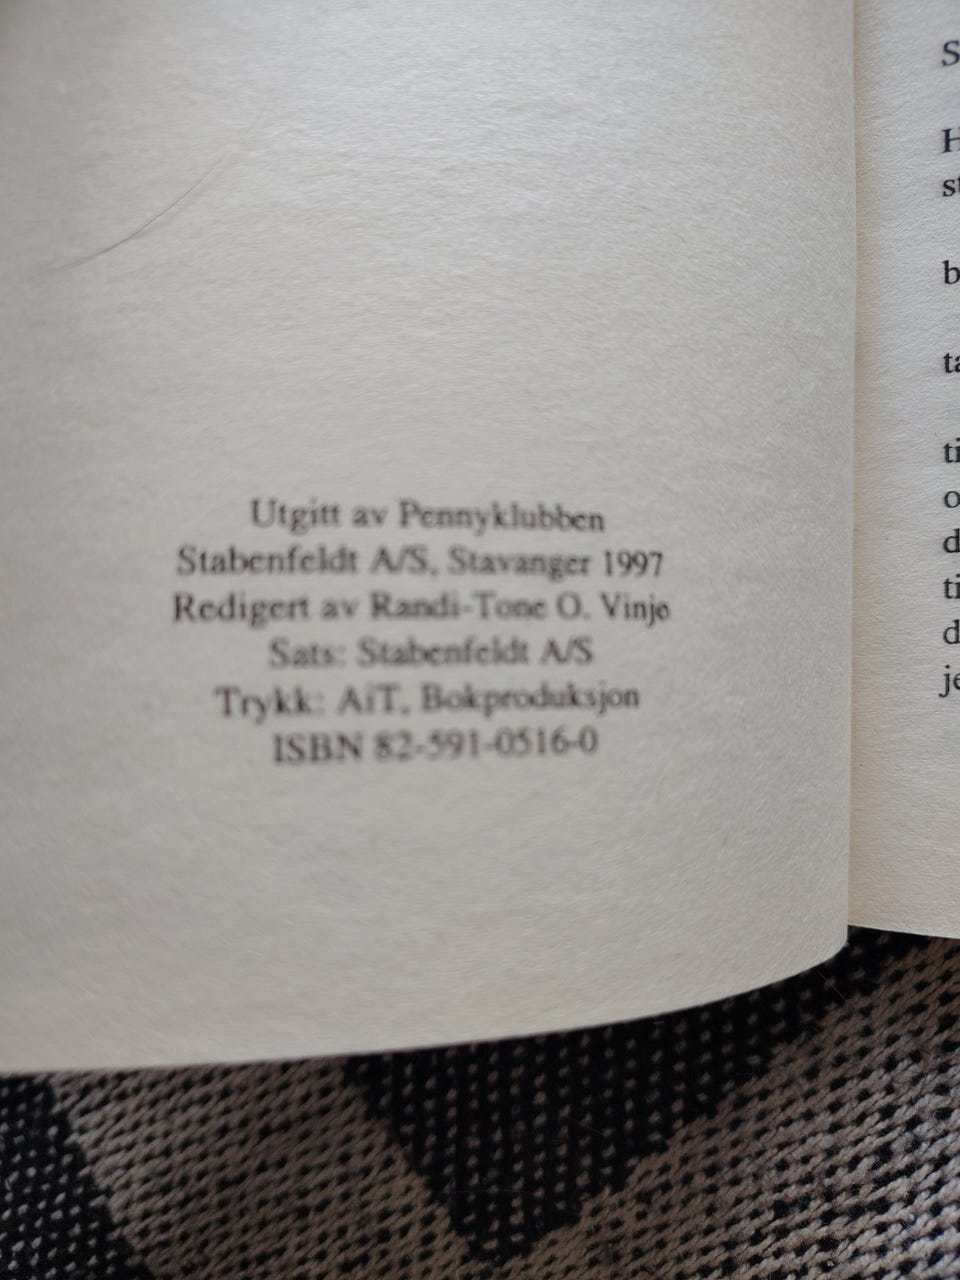 Utgitt av Pennyklubben
Stabenfeldt A/S, Stavanger 1997
Redigert av Randi-Tone O. Vinje
Sats: Stabenfeldt A/S
Trykk: AiT, Bokproduksjon
ISBN 82-591-0516-0